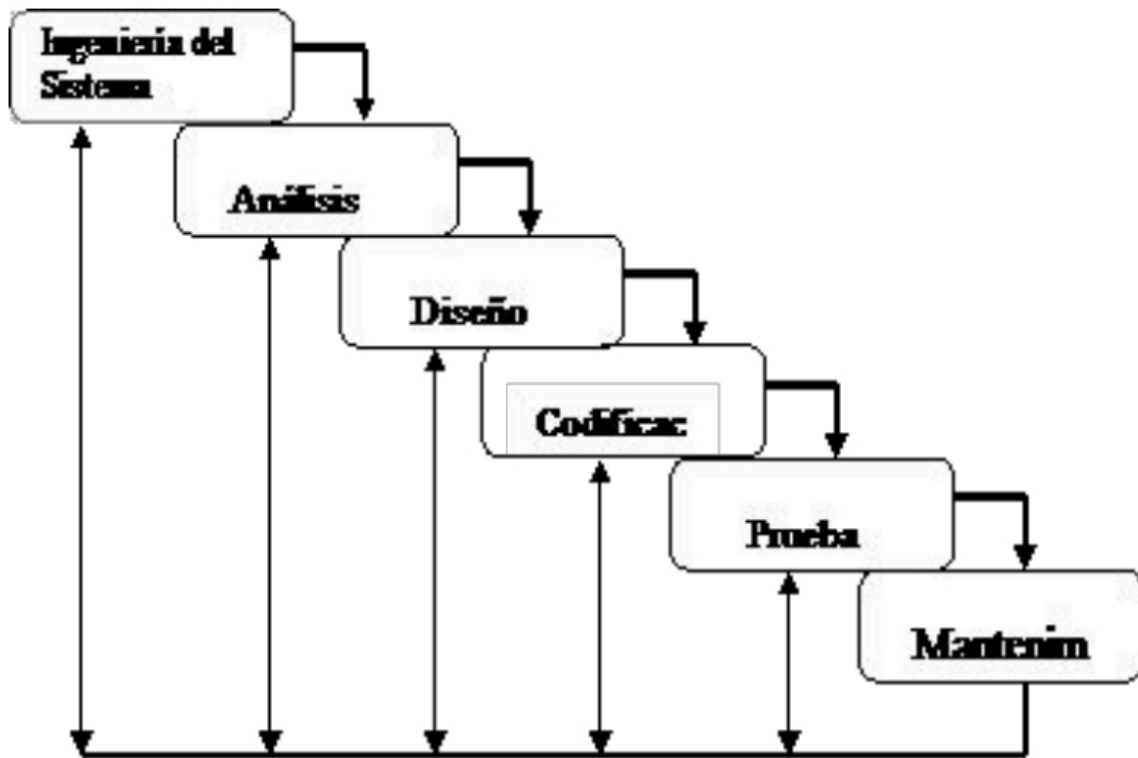 Ingeniería del
Sistema
Análisis
Diseño
Codificac
Prueba
Mantenim